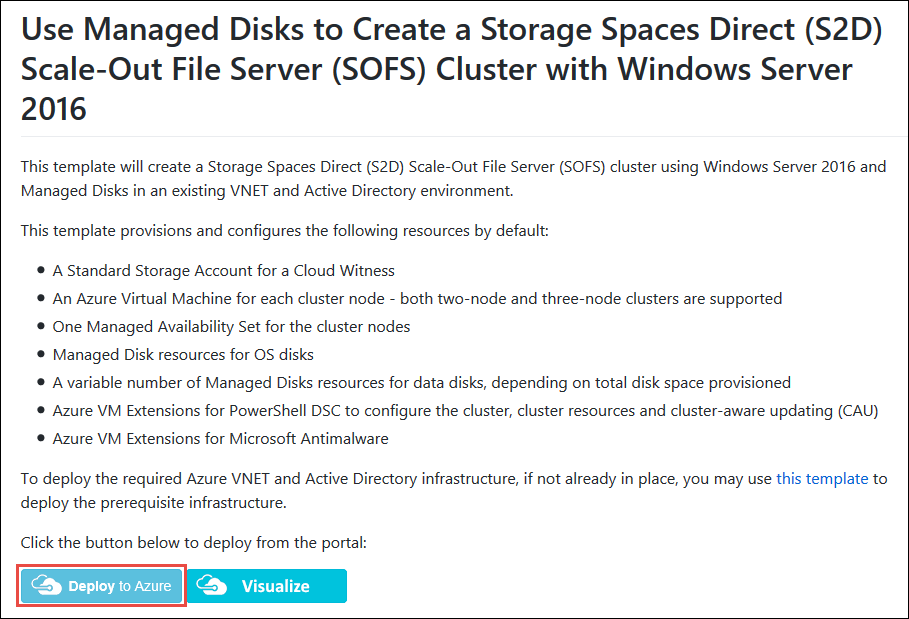 Use Managed Disks to Create a Storage Spaces Direct (S2D)
Scale-Out File Server (SOFS) Cluster with Windows Server
2016
This template will create a Storage Spaces Direct (S2D) Scale-Out File Server (SOFS) cluster using Windows Server 2016 and
Managed Disks in an existing VNET and Active Directory environment.
This template provisions and configures the following resources by default:
• A Standard Storage Account for a Cloud Witness
• An Azure Virtual Machine for each cluster node - both two-node and three-node clusters are supported
• One Managed Availability Set for the cluster nodes
• Managed Disk resources for OS disks
• A variable number of Managed Disks resources for data disks, depending on total disk space provisioned
• Azure VM Extensions for PowerShell DSC to configure the cluster, cluster resources and cluster-aware updating (CAU)
• Azure VM Extensions for Microsoft Antimalware
To deploy the required Azure VNET and Active Directory infrastructure, if not already in place, you may use this template to
deploy the prerequisite infrastructure.
Click the button below to deploy from the portal:
Deploy to Azure Visualize